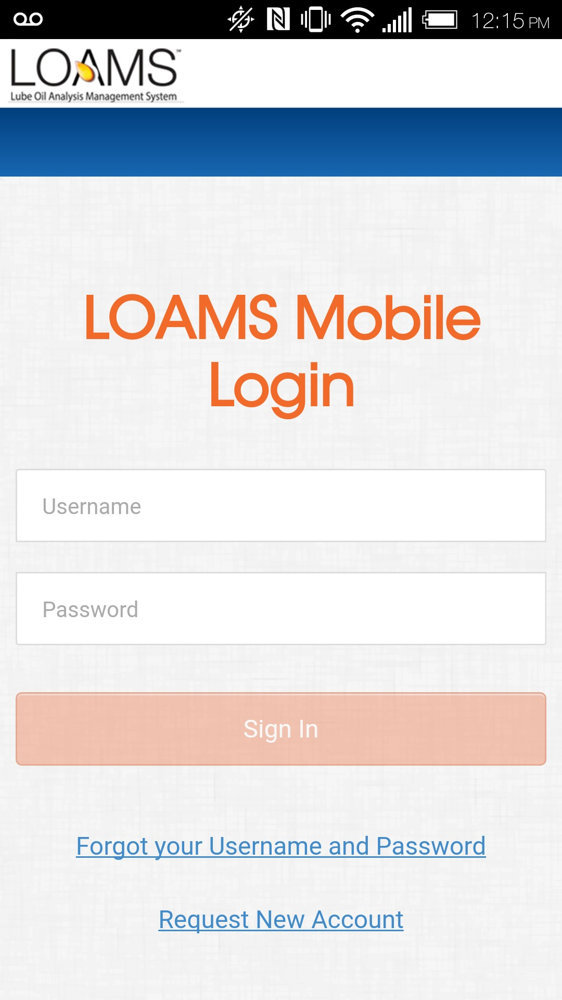 12:15 PM
LOAMS™
Lube Oil Analysis Management System
LOAMS Mobile
Login
Username
Password
Sign In
Forgot your Username and Password
Request New Account